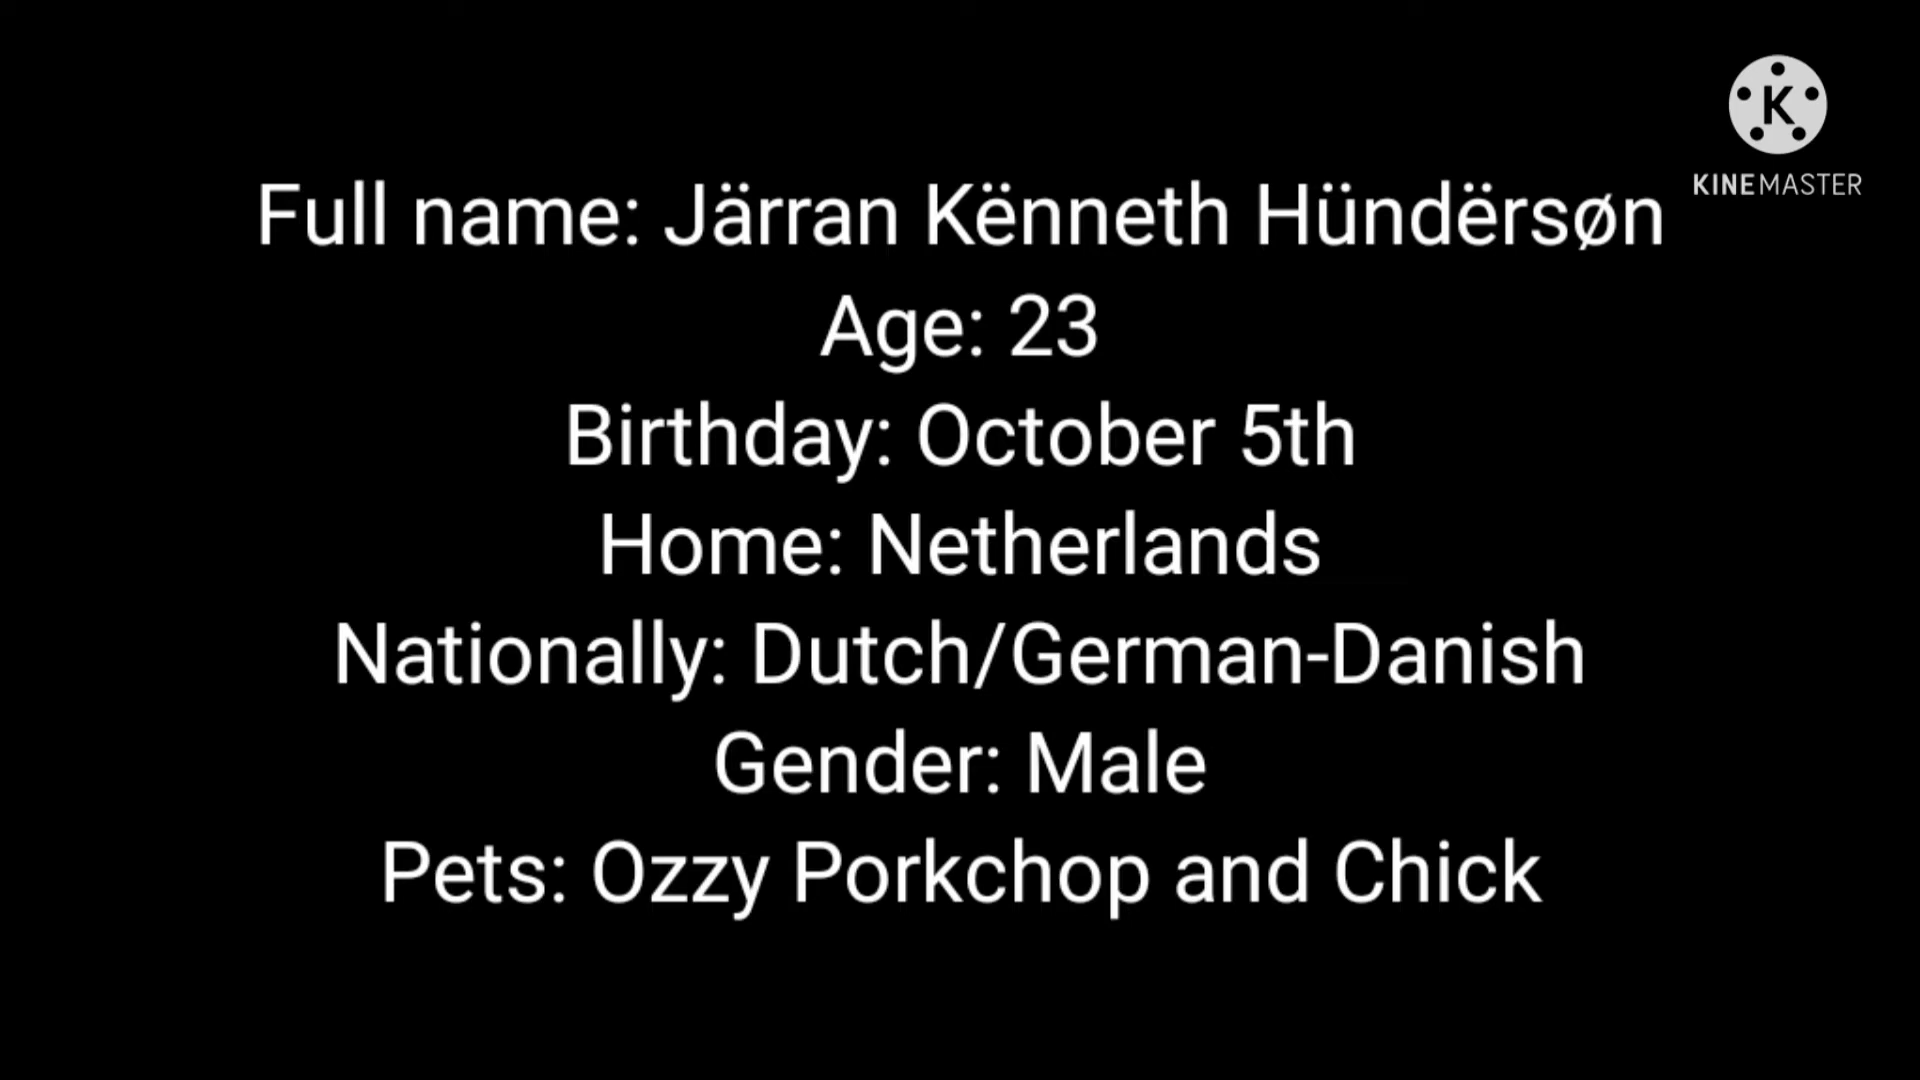 K
KINEMASTER
Full name: Järran Kënneth Hündërsøn
Age: 23
Birthday: October 5th
Home: Netherlands
Nationally: Dutch/German-Danish
Gender: Male
Pets: Ozzy Porkchop and Chick